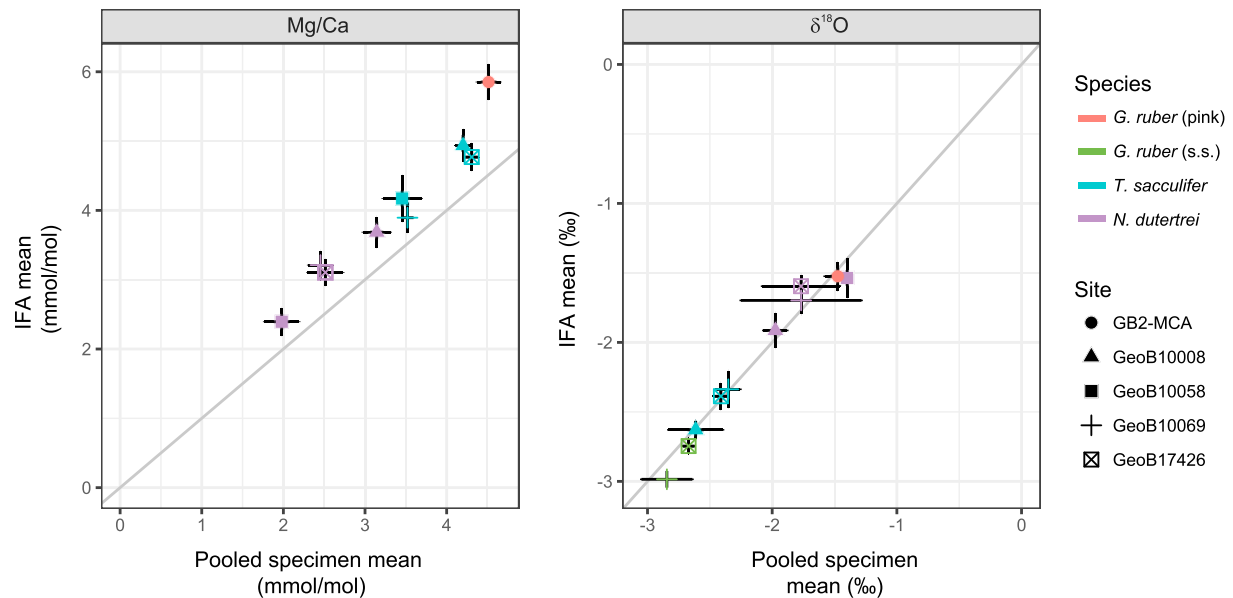 Mg/Ca
IFA mean
(mmol/mol)
6
4
2
0
0 1 2 3 4
Pooled specimen mean
(mmol/mol)
δ¹⁸O
IFA mean (‰)
0
-1
-2
-3
-3 -2 -1 0
Pooled specimen
mean (‰)
Species
G. ruber (pink)
G. ruber (s.s.)
T. sacculifer
N. dutertrei
Site
GB2-MCA
GeoB10008
GeoB10058
GeoB10069
GeoB17426